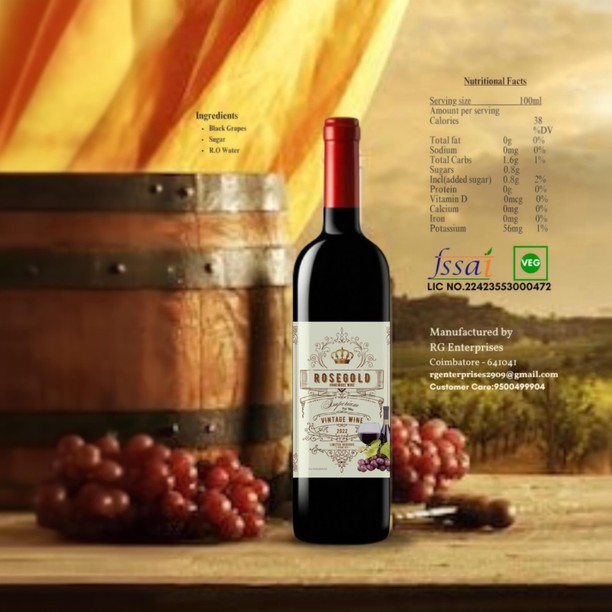 Ingredients
• Black Grapes
• Sugar
• R.O Water
Nutritional Facts
Serving size 100ml
Amount per serving
Calories 38
%DV
Total fat 0g 0%
Sodium 0mg 0%
Total Carbs 1.6g 1%
Sugars 0.8g
Incl(added sugar) 0.8g 2%
Protein 0g 0%
Vitamin D 0mcg 0%
Calcium 0mg 0%
Iron 0mg 0%
Potassium 56mg 1%
fssai
VEG
LIC NO.22423553000472
Manufactured by
RG Enterprises
Coimbatore - 641041
rgenterprises2909@gmail.com
Customer Care:9500499904
ROSEGOLD
VINTAGE WINE
2022